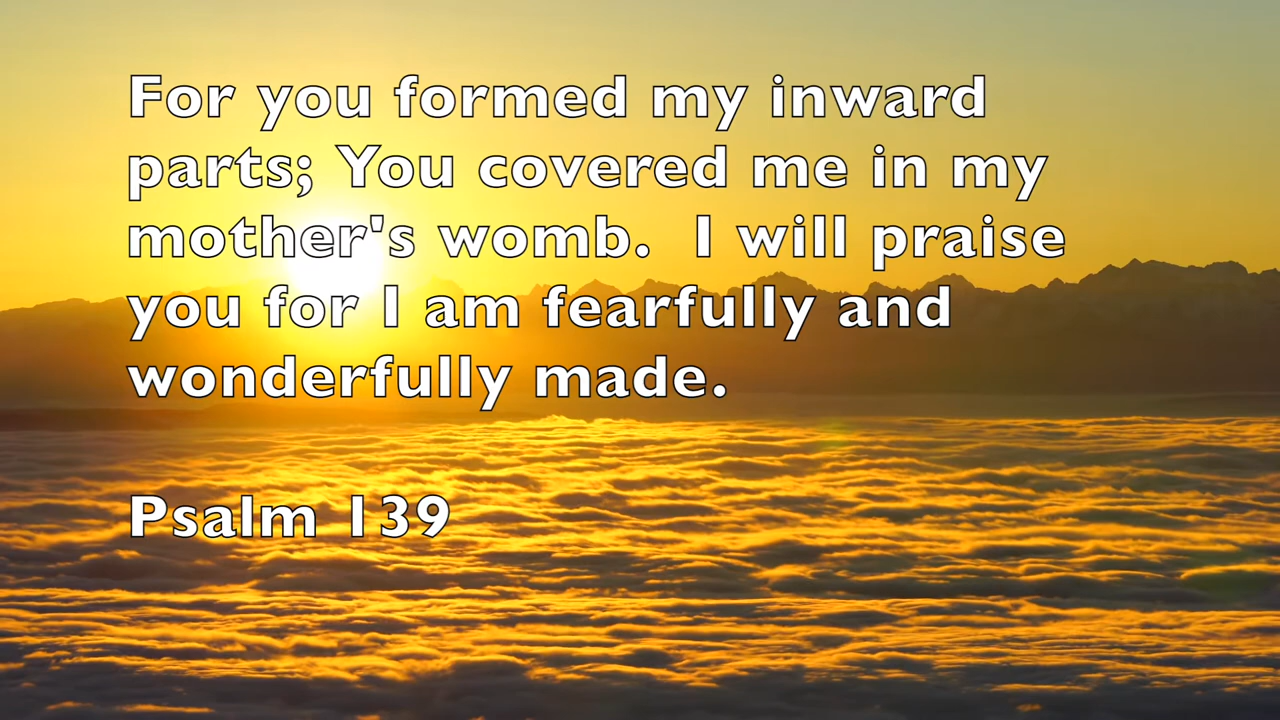 For you formed my inward
parts; You covered me in my
mother's womb.  I will praise
you for I am fearfully and
wonderfully made.
Psalm 139